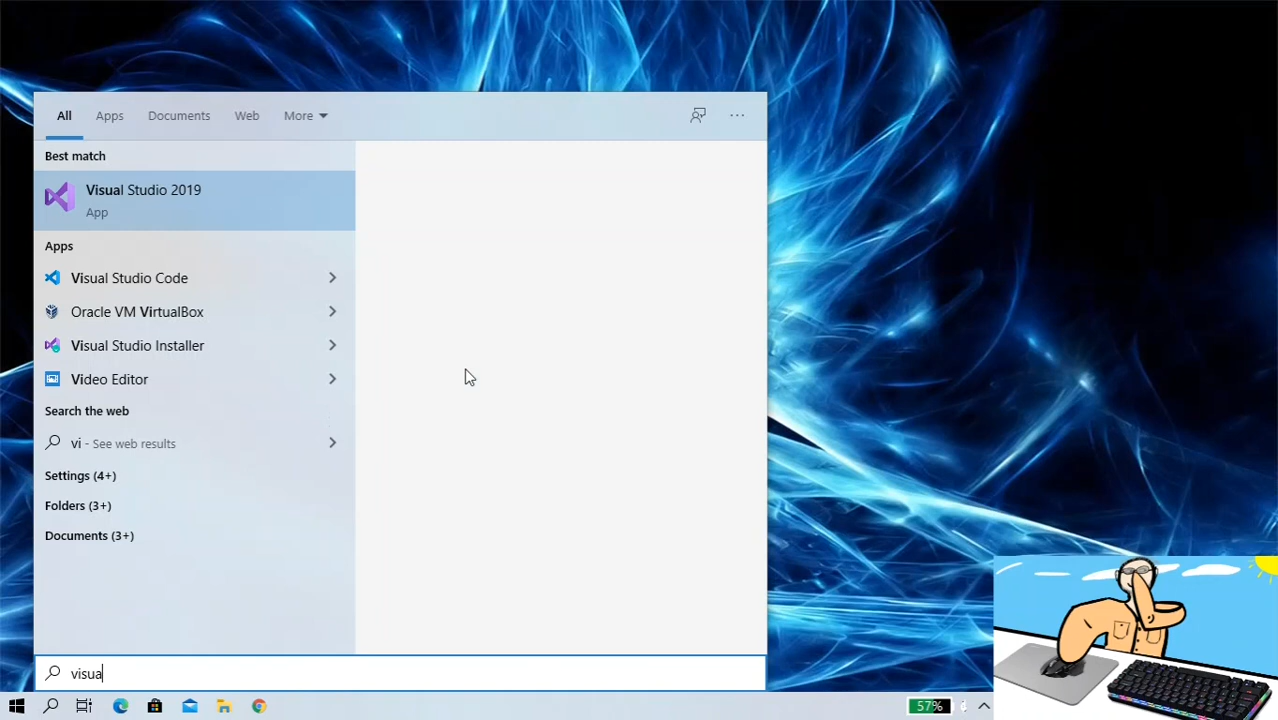 All Apps Documents Web More
Best match
Visual Studio 2019
App
Apps
Visual Studio Code
Oracle VM VirtualBox
Visual Studio Installer
Video Editor
Search the web
vi - See web results
Settings (4+)
Folders (3+)
Documents (3+)
visua
57%